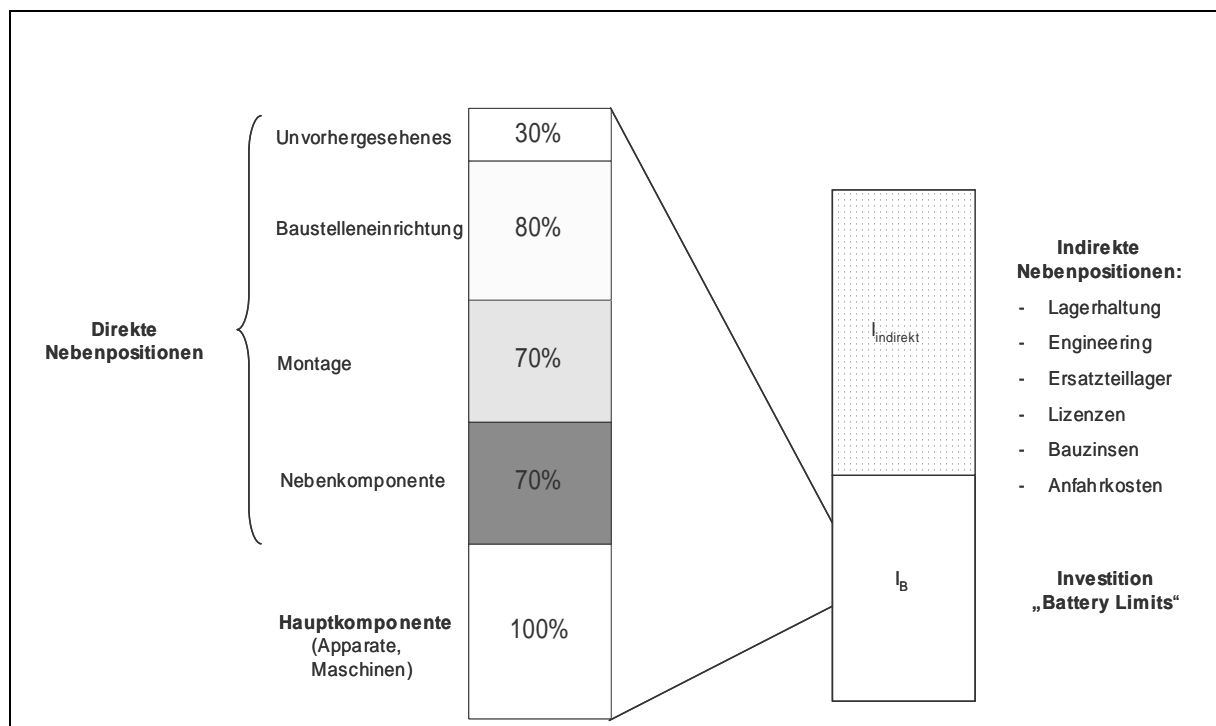 Direkte
Nebenpositionen
Unvorhergesehenes
30%
Baustelleneinrichtung
80%
Montage
70%
Nebenkomponente
70%
Hauptkomponente
(Apparate,
Maschinen)
100%
I_indirekt
I_B
Indirekte
Nebenpositionen:
- Lagerhaltung
- Engineering
- Ersatzteillager
- Lizenzen
- Bauzinsen
- Anfahrkosten
Investition
„Battery Limits“